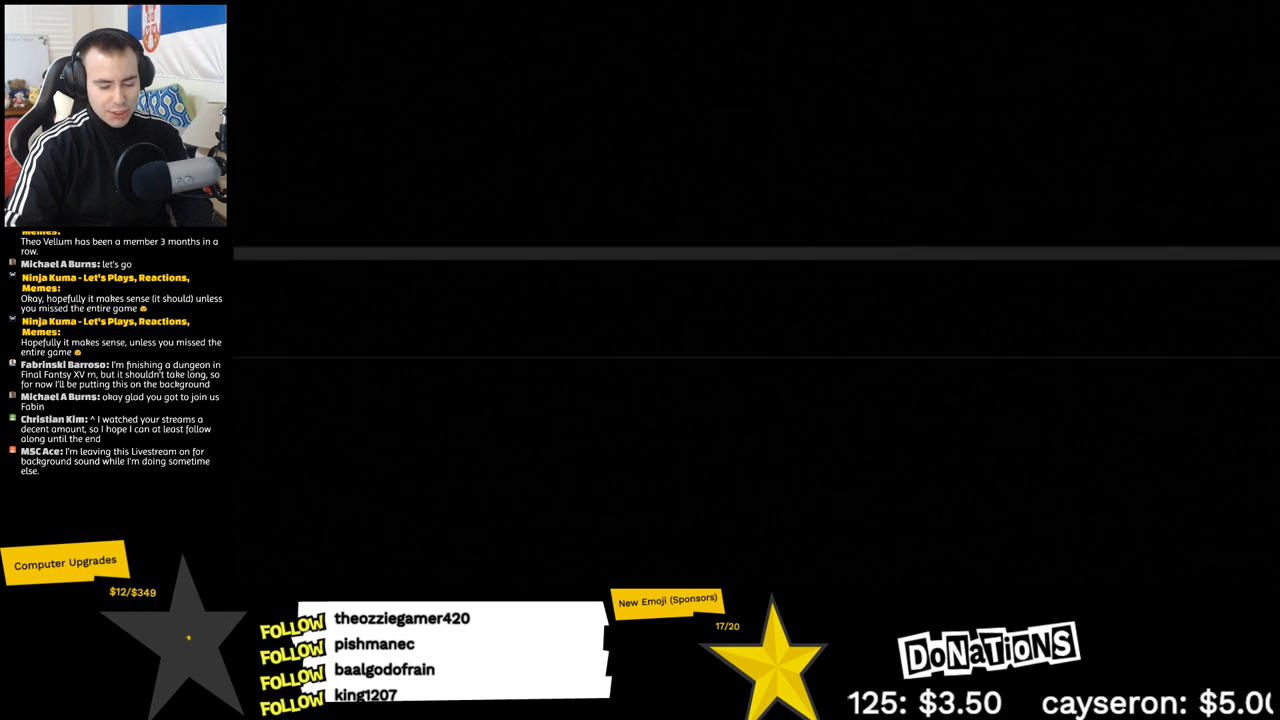 Memes:
Theo Vellum has been a member 3 months in a
row.
Michael A Burns: let's go
Ninja Kuma - Let's Plays, Reactions,
Memes:
Okay, hopefully it makes sense (it should) unless
you missed the entire game
Ninja Kuma - Let's Plays, Reactions,
Memes:
Hopefully it makes sense, unless you missed the
entire game
Fabrinski Barroso: I'm finishing a dungeon in
Final Fantsy XV rn, but it shouldn't take long, so
for now I'll be putting this on the background
Michael A Burns: okay glad you got to join us
Fabin
Christian Kim: ^ I watched your streams a
decent amount, so I hope I can at least follow
along until the end
MSC Ace: I'm leaving this Livestream on for
background sound while I'm doing sometime
else.
Computer Upgrades
$12/$349
FOLLOW theozziegamer420
FOLLOW pishmanec
FOLLOW baalgodofrain
FOLLOW king1207
New Emoji (Sponsors)
17/20
DoNaTiONS
125: $3.50 cayseron: $5.00